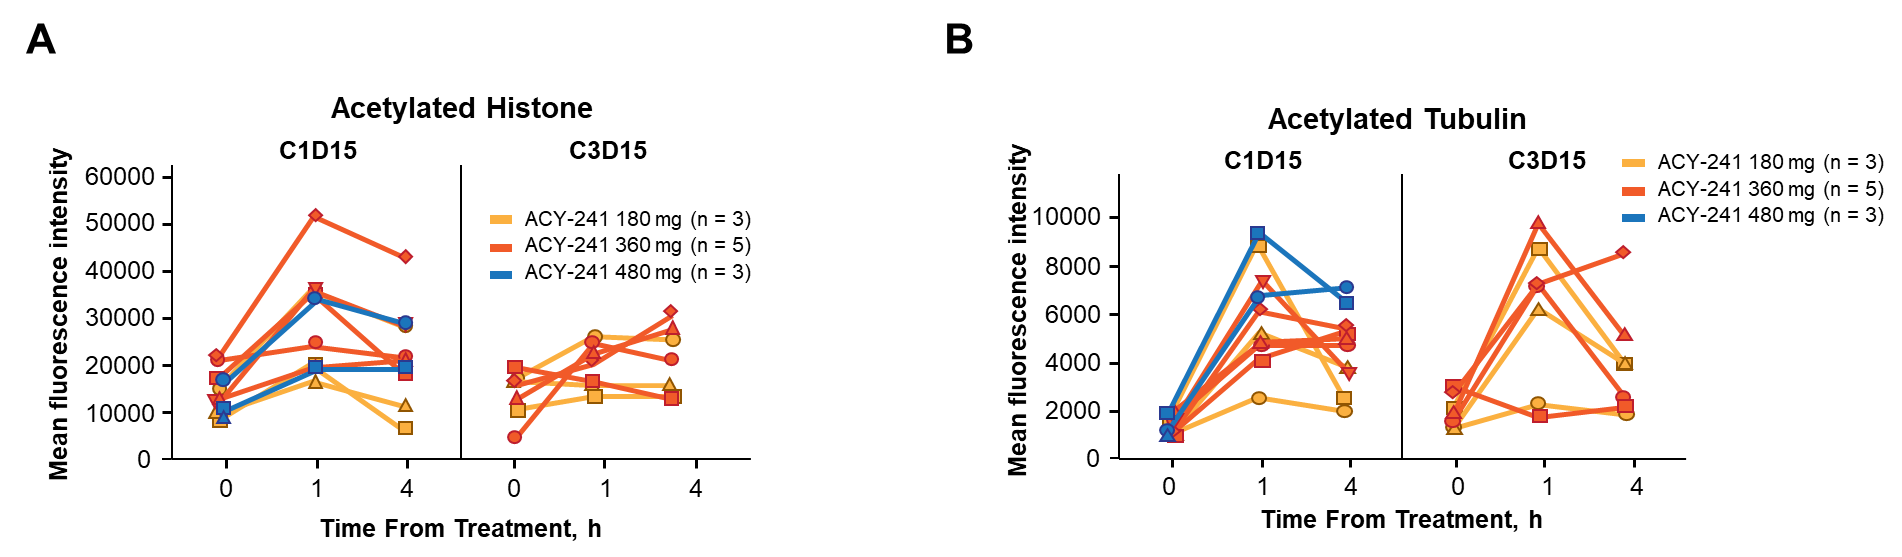 A
Acetylated Histone
C1D15
C3D15
Mean fluorescence intensity
60000
50000
40000
30000
20000
10000
0
ACY-241 180 mg (n = 3)
ACY-241 360 mg (n = 5)
ACY-241 480 mg (n = 3)
0 1 4 0 1 4
Time From Treatment, h
B
Acetylated Tubulin
C1D15
C3D15
Mean fluorescence intensity
10000
8000
6000
4000
2000
0
ACY-241 180 mg (n = 3)
ACY-241 360 mg (n = 5)
ACY-241 480 mg (n = 3)
0 1 4 0 1 4
Time From Treatment, h